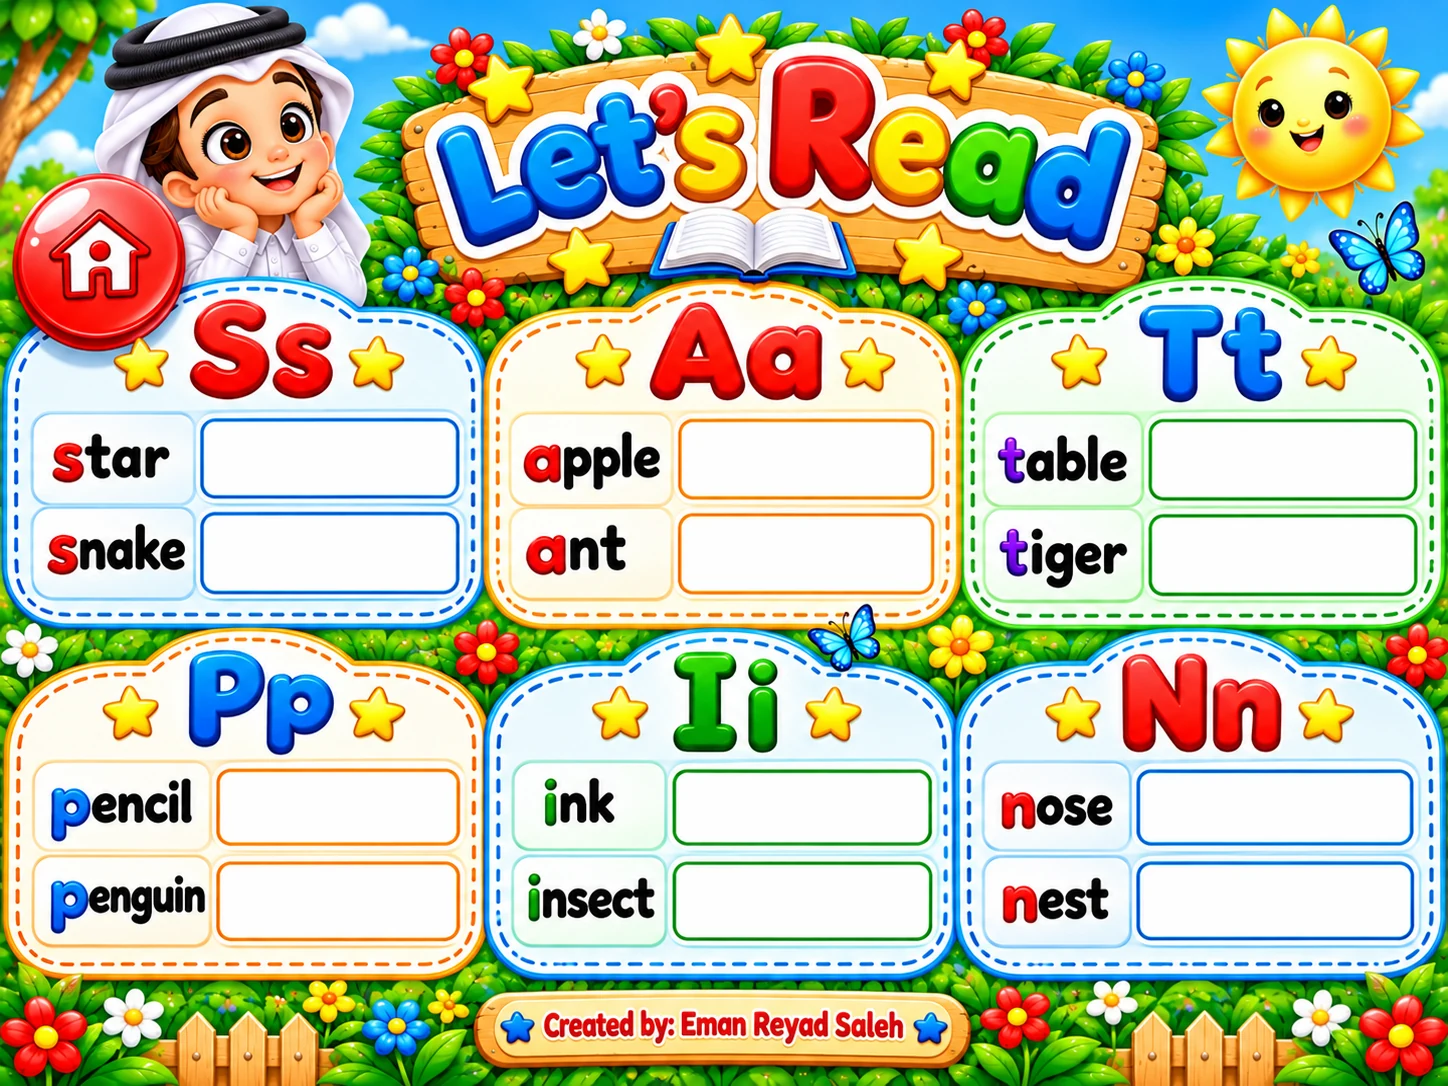 Let's Read
Ss
star
snake
Aa
apple
ant
Tt
table
tiger
Pp
pencil
penguin
Ii
ink
insect
Nn
nose
nest
Created by: Eman Reyad Saleh